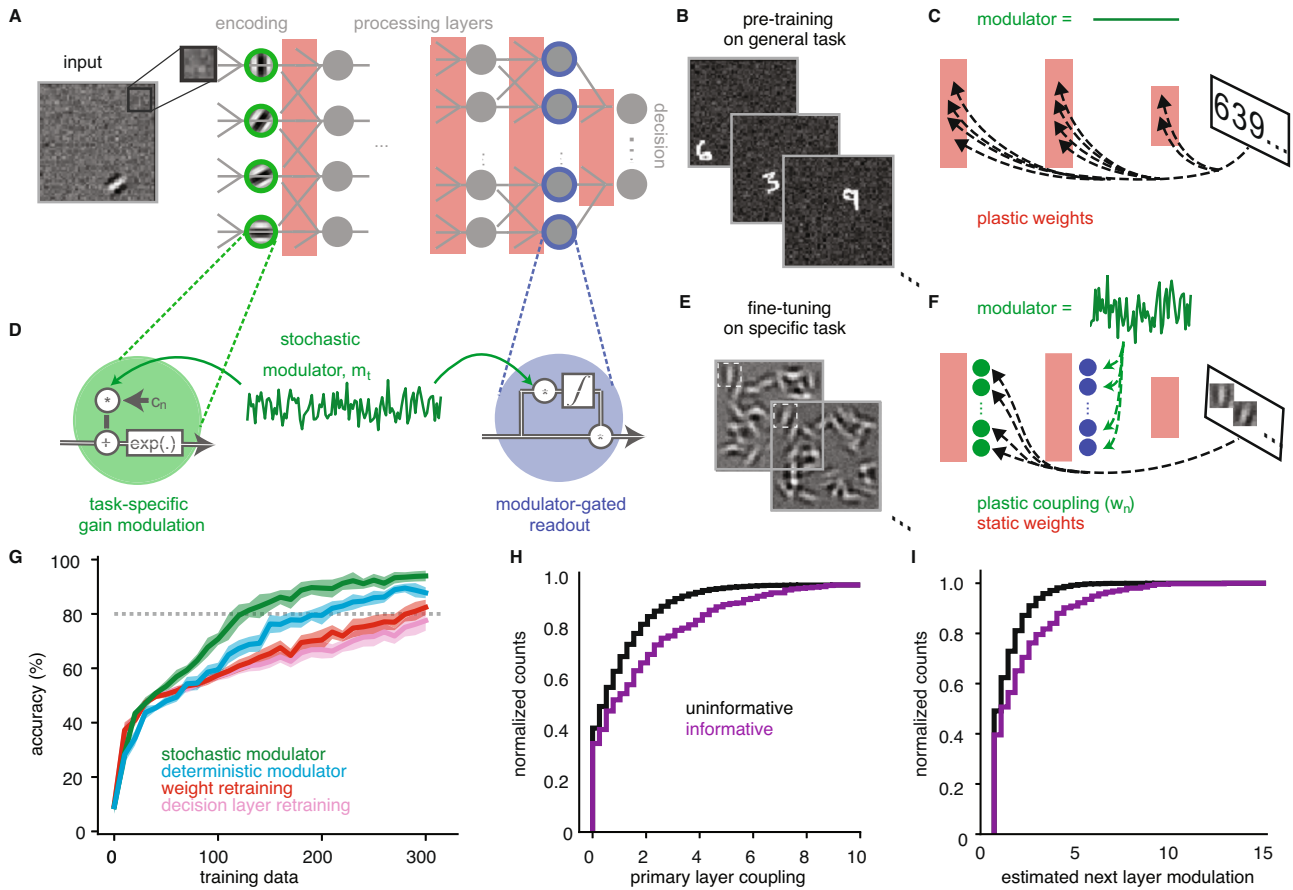 A
encoding
processing layers
input
...
decision
B
pre-training
on general task
6
3
9
C
modulator =
639...
plastic weights
D
stochastic
modulator, m_t
*
c_n
+
exp(.)
*
∫
*
task-specific
gain modulation
modulator-gated
readout
E
fine-tuning
on specific task
F
modulator =
plastic coupling (w_n)
static weights
G
100
80
60
40
20
0
accuracy (%)
stochastic modulator
deterministic modulator
weight retraining
decision layer retraining
0
100
200
300
training data
H
1.0
0.8
0.6
0.4
0.2
0
normalized counts
uninformative
informative
0
2
4
6
8
10
primary layer coupling
I
1.0
0.8
0.6
0.4
0.2
0
normalized counts
0
5
10
15
estimated next layer modulation